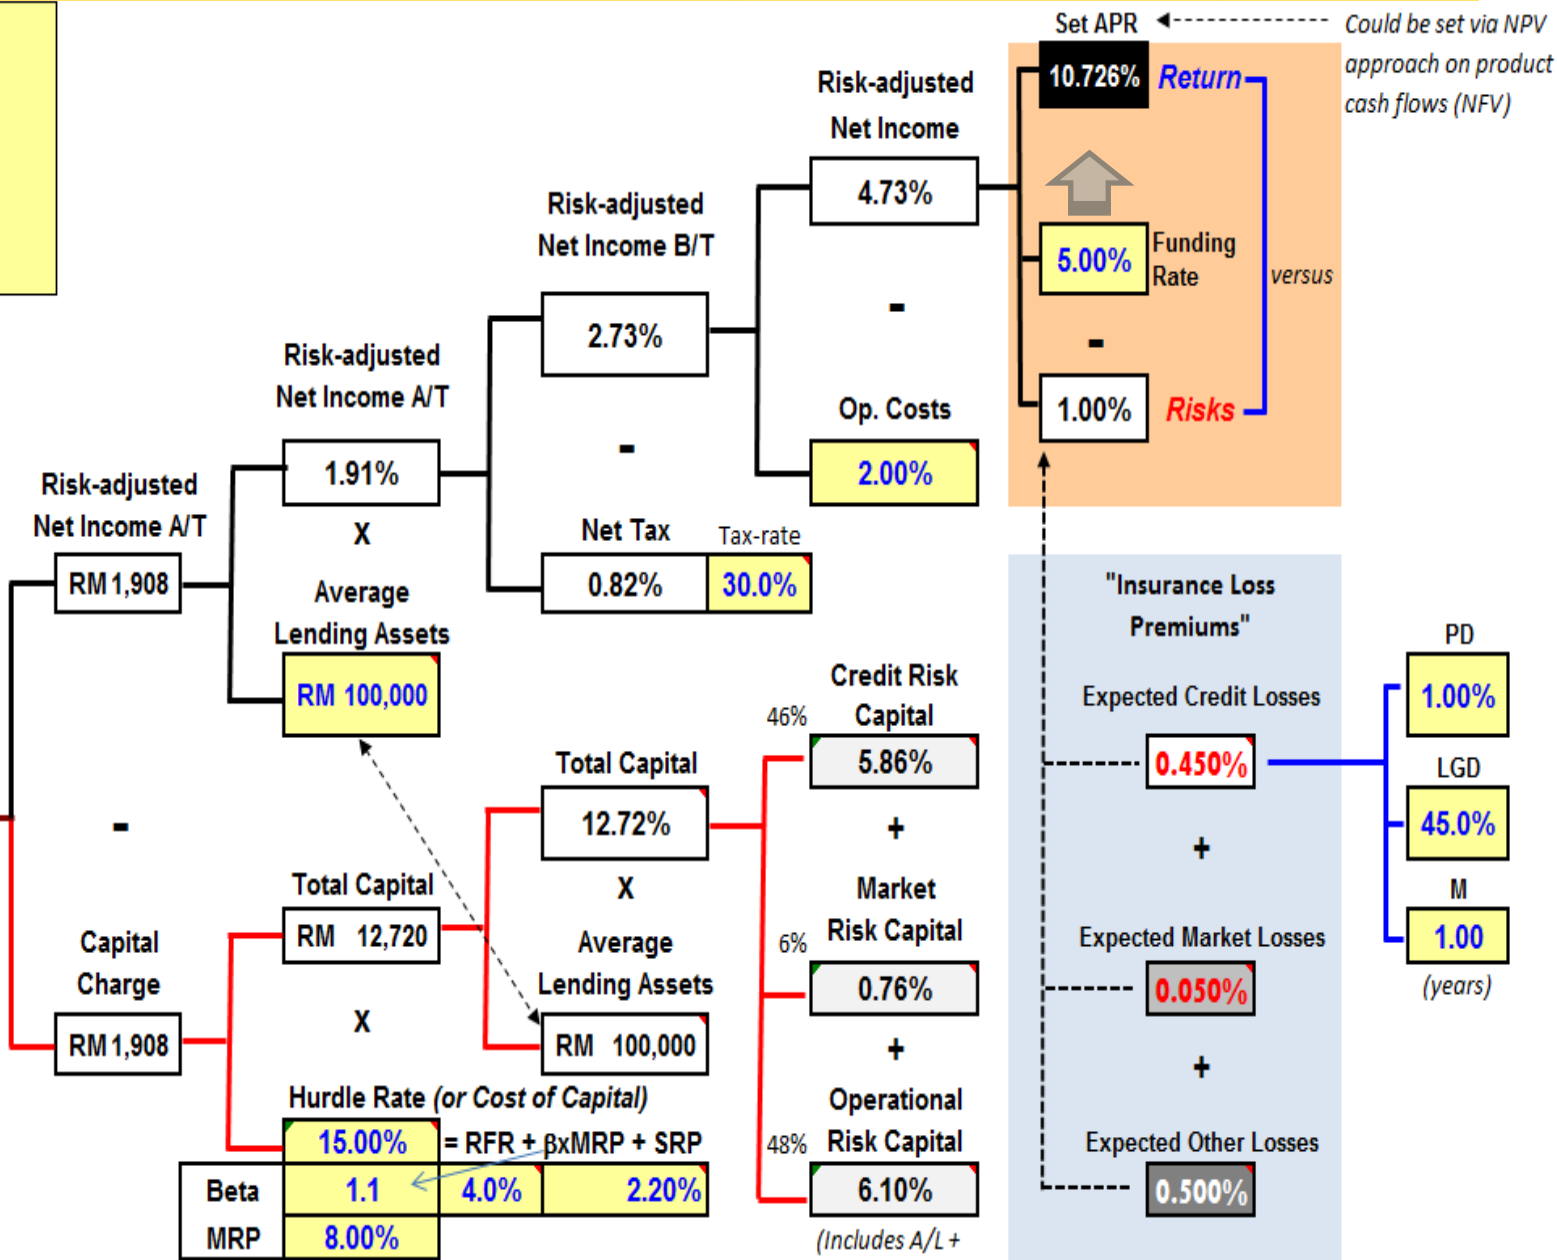 Set APR
Could be set via NPV
approach on product
cash flows (NFV)
10.726%
Return
Risk-adjusted
Net Income
4.73%
Funding
Rate
5.00%
versus
Risk-adjusted
Net Income B/T
2.73%
-
-
-
1.00%
Risks
Op. Costs
2.00%
Risk-adjusted
Net Income A/T
1.91%
X
Net Tax
Tax-rate
0.82%
30.0%
Risk-adjusted
Net Income A/T
RM 1,908
Average
Lending Assets
RM 100,000
"Insurance Loss
Premiums"
Expected Credit Losses
0.450%
PD
1.00%
LGD
45.0%
M
1.00
(years)
+
Expected Market Losses
0.050%
+
Expected Other Losses
0.500%
Credit Risk
Capital
46%
5.86%
+
Market
Risk Capital
6%
0.76%
+
Operational
Risk Capital
48%
6.10%
(Includes A/L +
Total Capital
12.72%
X
Average
Lending Assets
RM 100,000
-
Total Capital
RM 12,720
X
Capital
Charge
RM 1,908
Hurdle Rate (or Cost of Capital)
15.00%
= RFR + βxMRP + SRP
Beta
1.1
4.0%
2.20%
MRP
8.00%